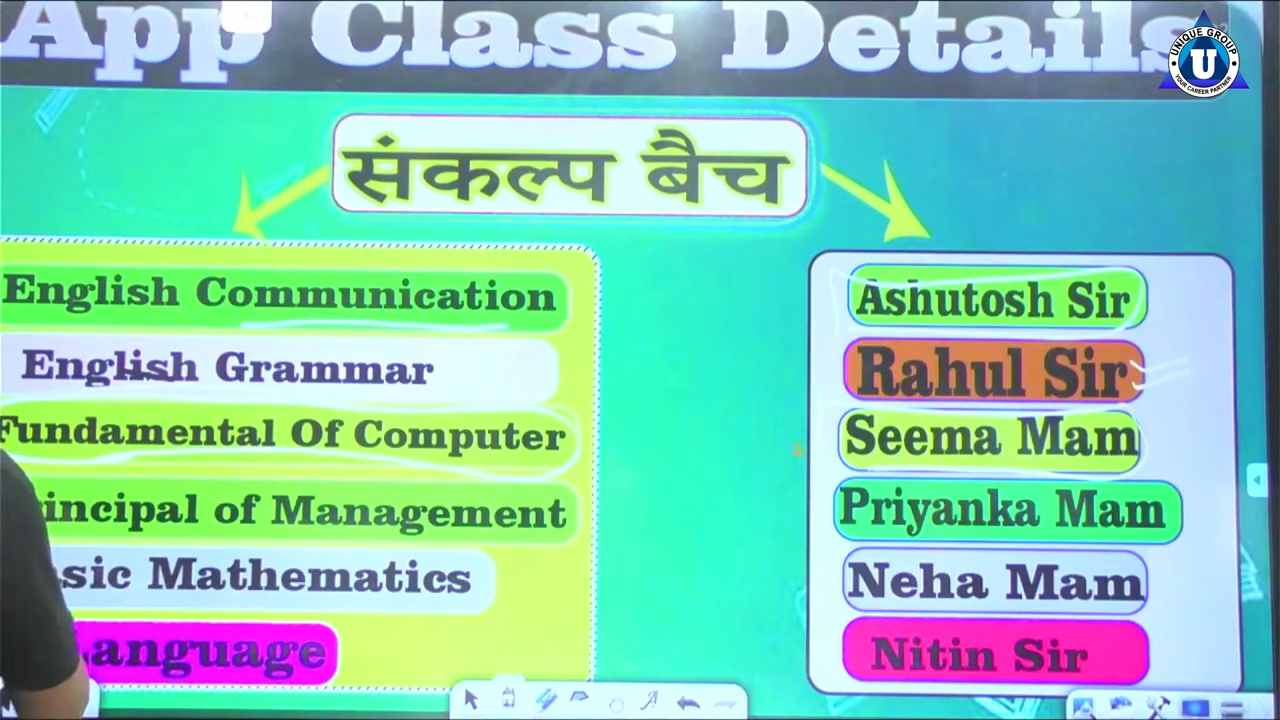 App Class Details
UNIQUE GROUP
U
YOUR CAREER PARTNER
संकल्प बैच
English Communication
English Grammar
Fundamental Of Computer
incipal of Management
sic Mathematics
Language
Ashutosh Sir
Rahul Sir
Seema Mam
Priyanka Mam
Neha Mam
Nitin Sir